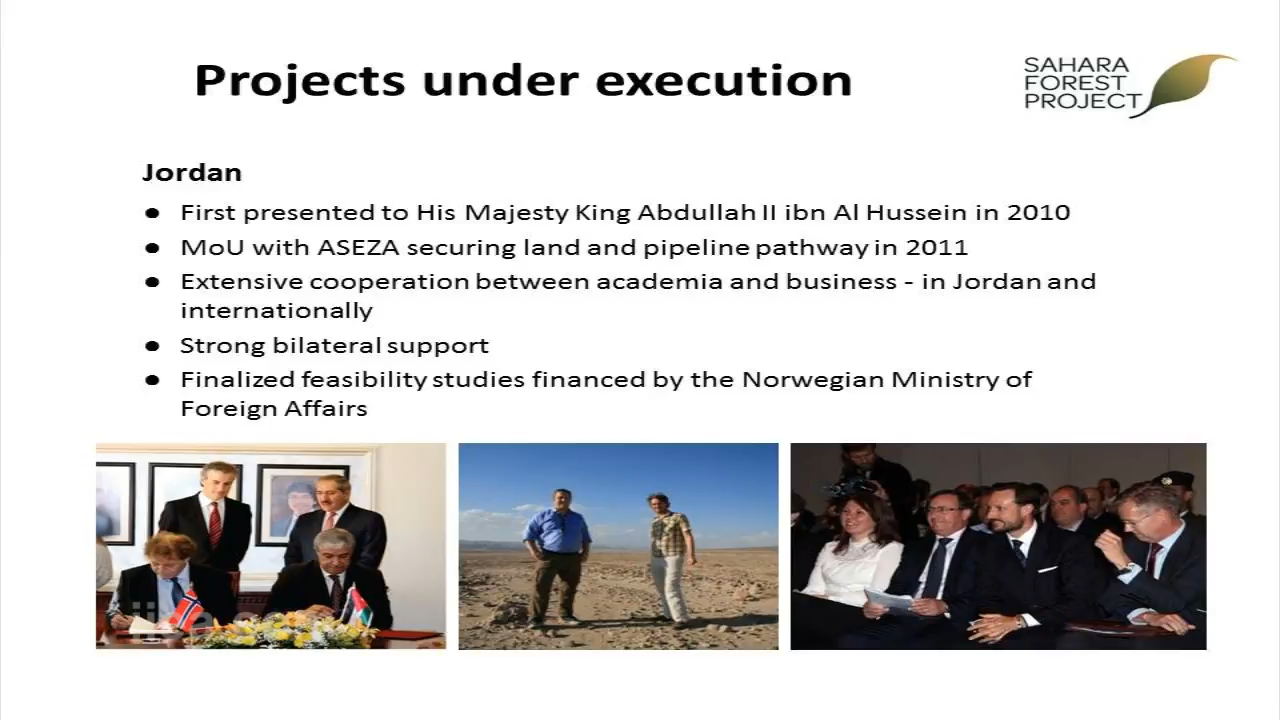 Projects under execution
SAHARA
FOREST
PROJECT
Jordan
● First presented to His Majesty King Abdullah II ibn Al Hussein in 2010
● MoU with ASEZA securing land and pipeline pathway in 2011
● Extensive cooperation between academia and business - in Jordan and
internationally
● Strong bilateral support
● Finalized feasibility studies financed by the Norwegian Ministry of
Foreign Affairs